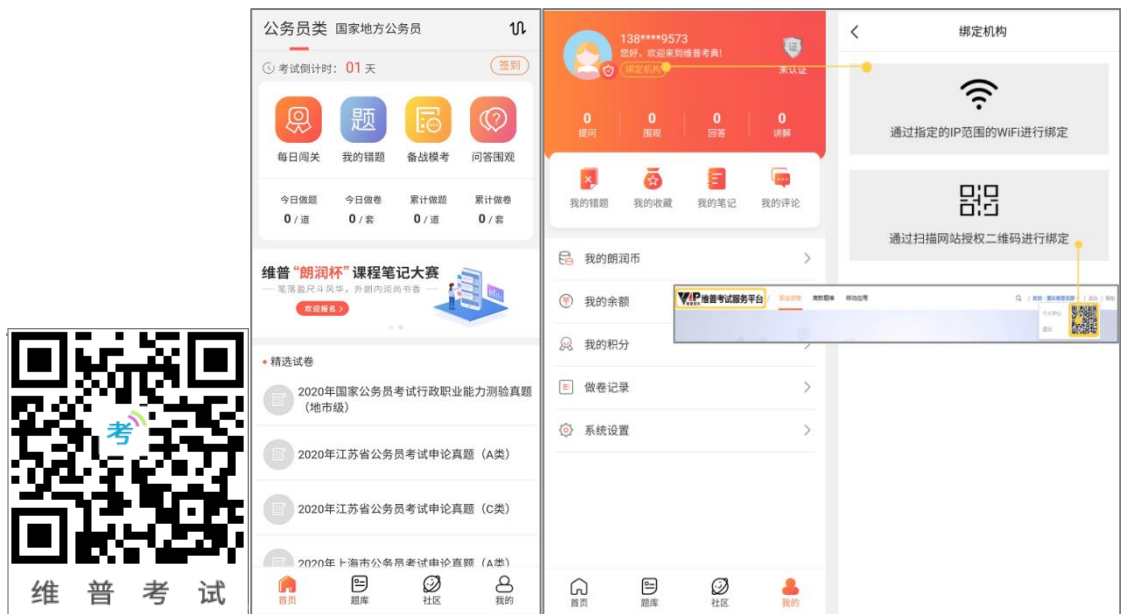 考
维普考试
公务员类 国家地方公务员
考试倒计时：01 天
签到
每日闯关 我的错题 备战模考 问答围观
题
今日做题 今日做卷 累计做题 累计做卷
0 / 道 0 / 套 0 / 道 0 / 套
维普“朗润杯”课程笔记大赛
笔落盈尺斗风华，外朗内润尚书香
欢迎报名 >
精选试卷
2020年国家公务员考试行政职业能力测验真题
（地市级）
2020年江苏省公务员考试申论真题（A类）
2020年江苏省公务员考试申论真题（C类）
2020年上海市公务员考试申论真题（A类）
首页 题库 社区 我的
138****9573
您好，欢迎来到维普考典！
绑定机构
证
未认证
0 0 0 0
提问 围观 回答 讲解
我的错题 我的收藏 我的笔记 我的评论
我的朗润币
我的余额
我的积分
做卷记录
系统设置
首页 题库 社区 我的
绑定机构
通过指定的IP范围的WiFi进行绑定
通过扫描网站授权二维码进行绑定
维普考试服务平台
移动应用
个人中心
退出